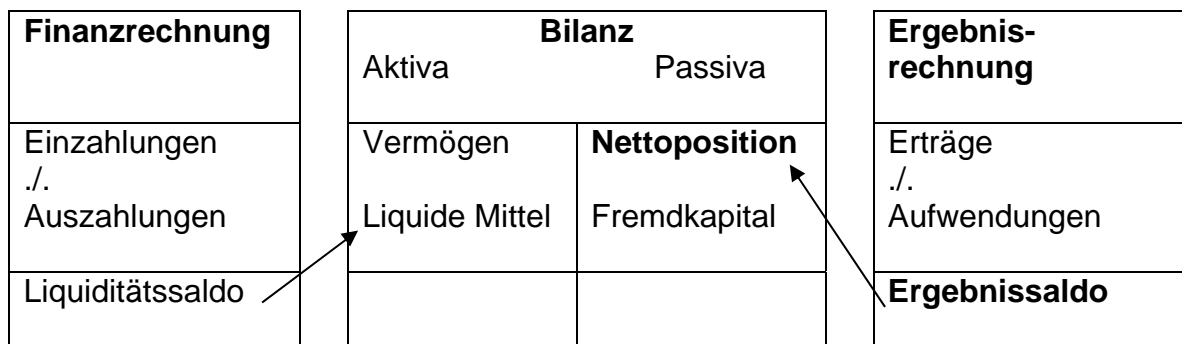 Finanzrechnung
Einzahlungen
./.
Auszahlungen
Liquiditätssaldo
Bilanz
Aktiva Passiva
Vermögen Nettoposition
Liquide Mittel Fremdkapital
Ergebnis-
rechnung
Erträge
./.
Aufwendungen
Ergebnissaldo